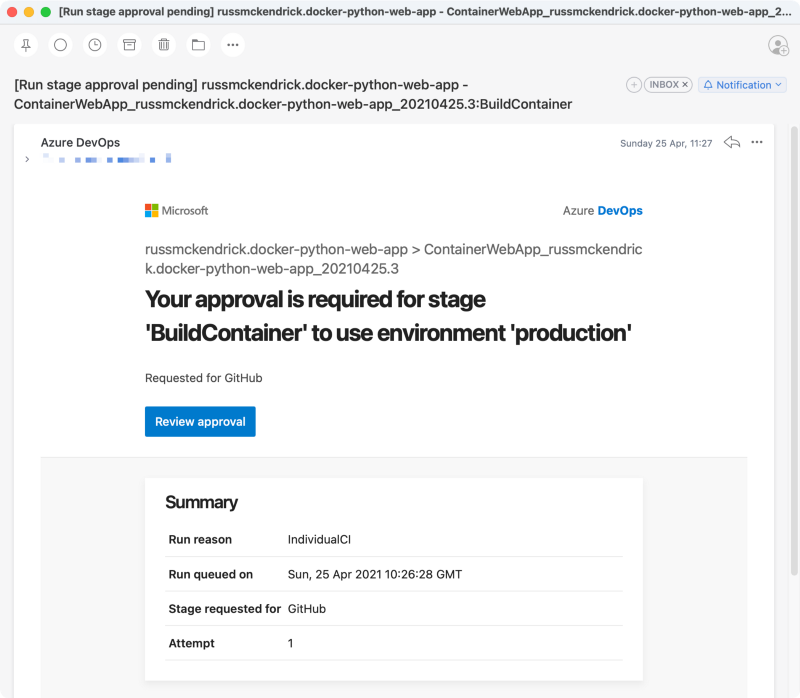 [Run stage approval pending] russmckendrick.docker-python-web-app - ContainerWebApp_russmckendrick.docker-python-web-app_2...
[Run stage approval pending] russmckendrick.docker-python-web-app -
ContainerWebApp_russmckendrick.docker-python-web-app_20210425.3:BuildContainer
INBOX ×
Notification
Azure DevOps
Sunday 25 Apr, 11:27
Microsoft
Azure DevOps
russmckendrick.docker-python-web-app > ContainerWebApp_russmckendric
k.docker-python-web-app_20210425.3
Your approval is required for stage
'BuildContainer' to use environment 'production'
Requested for GitHub
Review approval
Summary
Run reason IndividualCI
Run queued on Sun, 25 Apr 2021 10:26:28 GMT
Stage requested for GitHub
Attempt 1